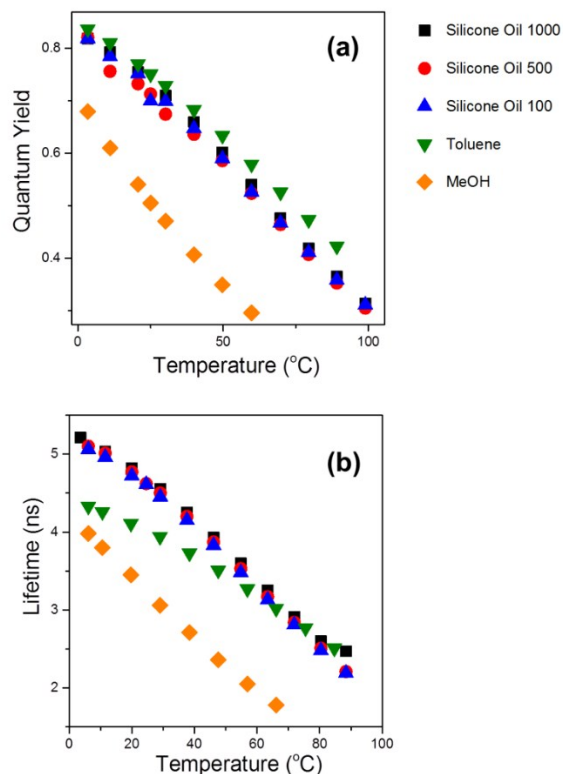 (a)
0.8
0.6
0.4
Quantum Yield
0
50
100
Temperature (°C)
Silicone Oil 1000
Silicone Oil 500
Silicone Oil 100
Toluene
MeOH
(b)
5
4
3
2
Lifetime (ns)
0
20
40
60
80
100
Temperature (°C)